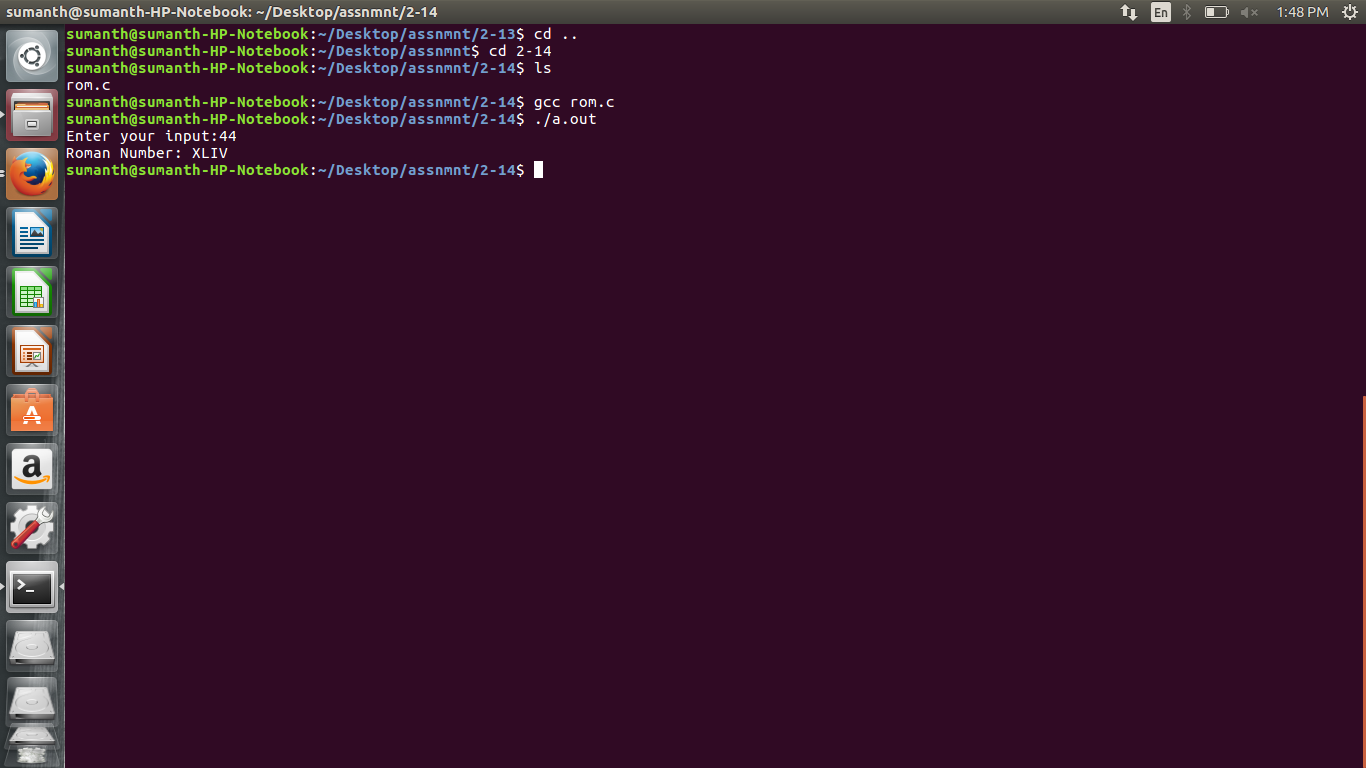 sumanth@sumanth-HP-Notebook: ~/Desktop/assnmnt/2-14
En
1:48 PM
sumanth@sumanth-HP-Notebook:~/Desktop/assnmnt/2-13$ cd ..
sumanth@sumanth-HP-Notebook:~/Desktop/assnmnt$ cd 2-14
sumanth@sumanth-HP-Notebook:~/Desktop/assnmnt/2-14$ ls
rom.c
sumanth@sumanth-HP-Notebook:~/Desktop/assnmnt/2-14$ gcc rom.c
sumanth@sumanth-HP-Notebook:~/Desktop/assnmnt/2-14$ ./a.out
Enter your input:44
Roman Number: XLIV
sumanth@sumanth-HP-Notebook:~/Desktop/assnmnt/2-14$